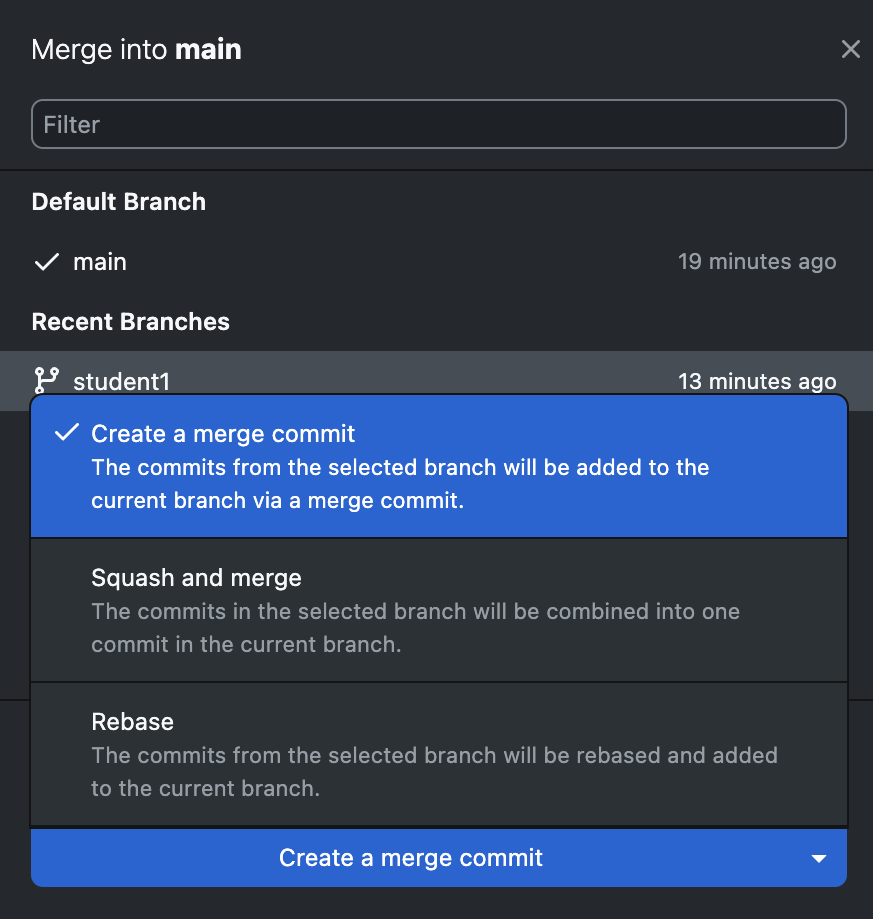 Merge into main
Filter
Default Branch
main 19 minutes ago
Recent Branches
student1 13 minutes ago
Create a merge commit
The commits from the selected branch will be added to the
current branch via a merge commit.
Squash and merge
The commits in the selected branch will be combined into one
commit in the current branch.
Rebase
The commits from the selected branch will be rebased and added
to the current branch.
Create a merge commit